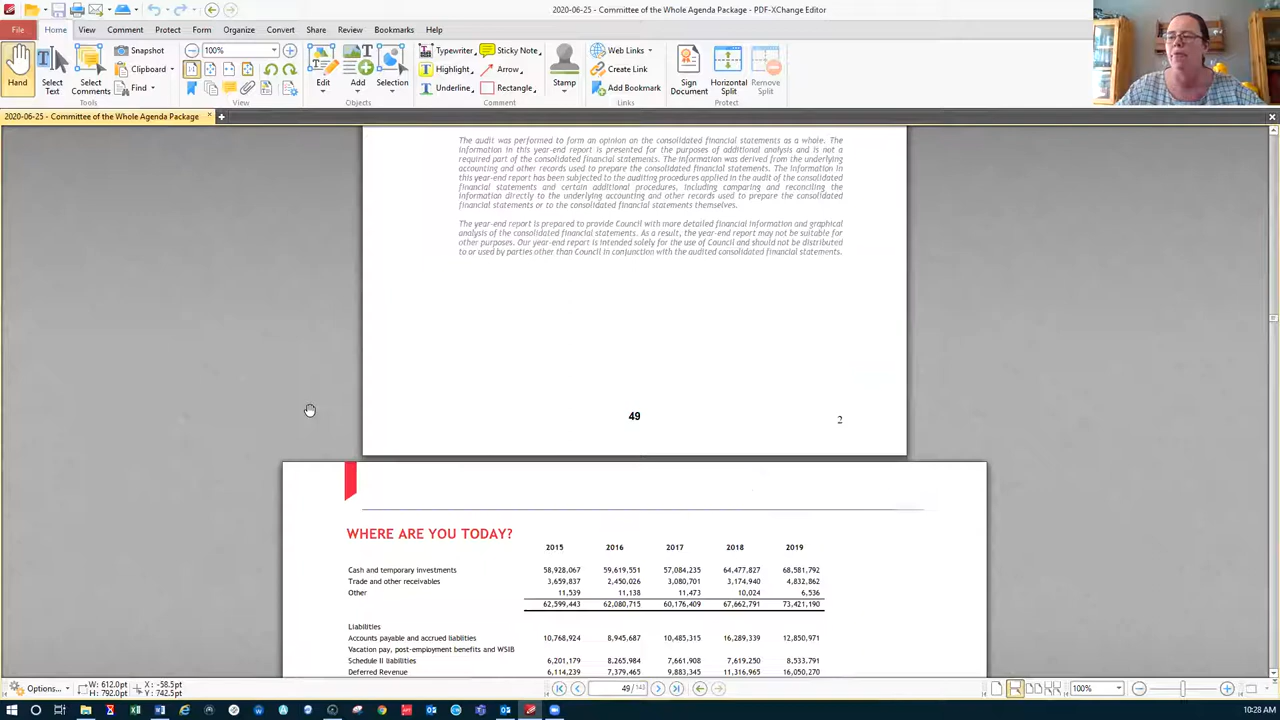 2020-06-25 - Committee of the Whole Agenda Package - PDF-XChange Editor
File Home View Comment Protect Form Organize Convert Share Review Bookmarks Help
Hand
Select Text
Select Comments
Snapshot
Clipboard
Find
Tools
100%
View
Edit
Add
Selection
Objects
Typewriter
Highlight
Underline
Sticky Note
Arrow
Rectangle
Comment
Stamp
Web Links
Create Link
Add Bookmark
Links
Sign Document
Horizontal Split
Remove Split
Protect
2020-06-25 - Committee of the Whole Agenda Package
The audit was performed to form an opinion on the consolidated financial statements as a whole. The
information in this year-end report is presented for the purposes of additional analysis and is not a
required part of the consolidated financial statements. The information was derived from the underlying
accounting and other records used to prepare the consolidated financial statements. The information in
this year-end report has been subjected to the auditing procedures applied in the audit of the consolidated
financial statements and certain additional procedures, including comparing and reconciling the
information directly to the underlying accounting and other records used to prepare the consolidated
financial statements or to the consolidated financial statements themselves.
The year-end report is prepared to provide Council with more detailed financial information and graphical
analysis of the consolidated financial statements. As a result, the year-end report may not be suitable for
other purposes. Our year-end report is intended solely for the use of Council and should not be distributed
to or used by parties other than Council in conjunction with the audited consolidated financial statements.
49
2
WHERE ARE YOU TODAY?
2015 2016 2017 2018 2019
Cash and temporary investments 58,928,067 59,619,551 57,084,235 64,477,827 68,581,792
Trade and other receivables 3,659,837 2,450,026 3,080,701 3,174,940 4,832,862
Other 11,539 11,138 11,473 10,024 6,536
62,599,443 62,080,715 60,176,409 67,662,791 73,421,190
Liabilities
Accounts payable and accrued liablities 10,768,924 8,945,687 10,485,315 16,289,339 12,850,971
Vacation pay, post-employment benefits and WSIB
Schedule II liabilities 6,201,179 8,265,984 7,661,908 7,619,250 8,533,791
Deferred Revenue 6,114,239 7,379,465 9,883,345 11,316,965 16,050,270
Options...
W: 612.0pt
H: 792.0pt
X: -58.5pt
Y: 742.5pt
49 / 143
100%
10:28 AM